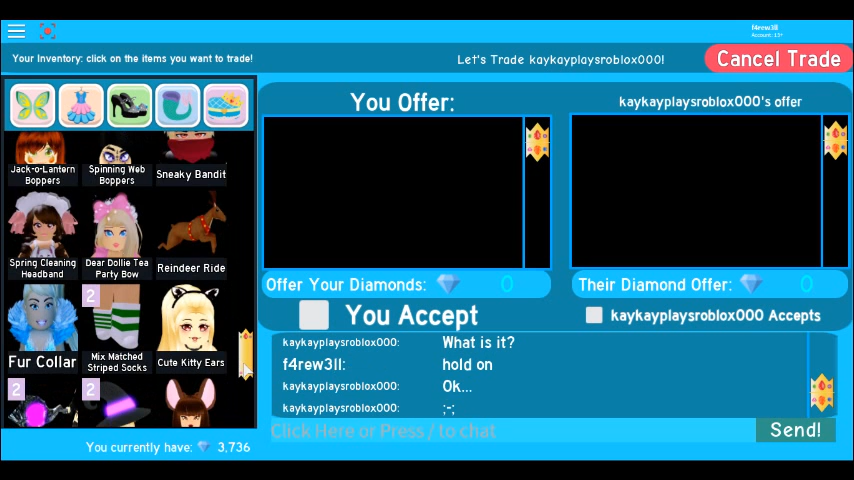 f4rew3ll
Account: 13+
Your Inventory: click on the items you want to trade!
Let's Trade kaykayplaysroblox000!
Cancel Trade
You Offer:
kaykayplaysroblox000's offer
Jack-o-Lantern
Boppers
Spinning Web
Boppers
Sneaky Bandit
Spring Cleaning
Headband
Dear Dollie Tea
Party Bow
Reindeer Ride
Offer Your Diamonds: 0
Their Diamond Offer: 0
2
Fur Collar
Mix Matched
Striped Socks
Cute Kitty Ears
You Accept
kaykayplaysroblox000 Accepts
kaykayplaysroblox000: What is it?
f4rew3ll: hold on
kaykayplaysroblox000: Ok...
kaykayplaysroblox000: ;-;
2
2
Click Here or Press / to chat
Send!
You currently have: 3,736